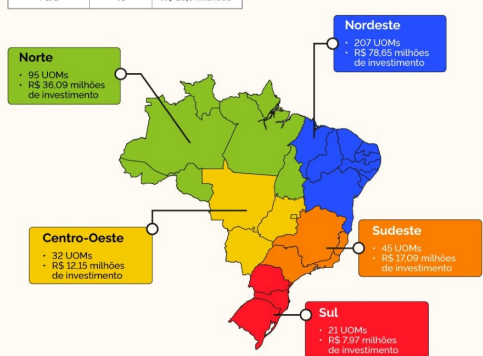 Nordeste
• 207 UOMs
• R$ 78,65 milhões
de investimento
Norte
• 95 UOMs
• R$ 36,09 milhões
de investimento
Centro-Oeste
• 32 UOMs
• R$ 12,15 milhões
de investimento
Sudeste
• 45 UOMs
• R$ 17,09 milhões
de investimento
Sul
• 21 UOMs
• R$ 7,97 milhões
de investimento